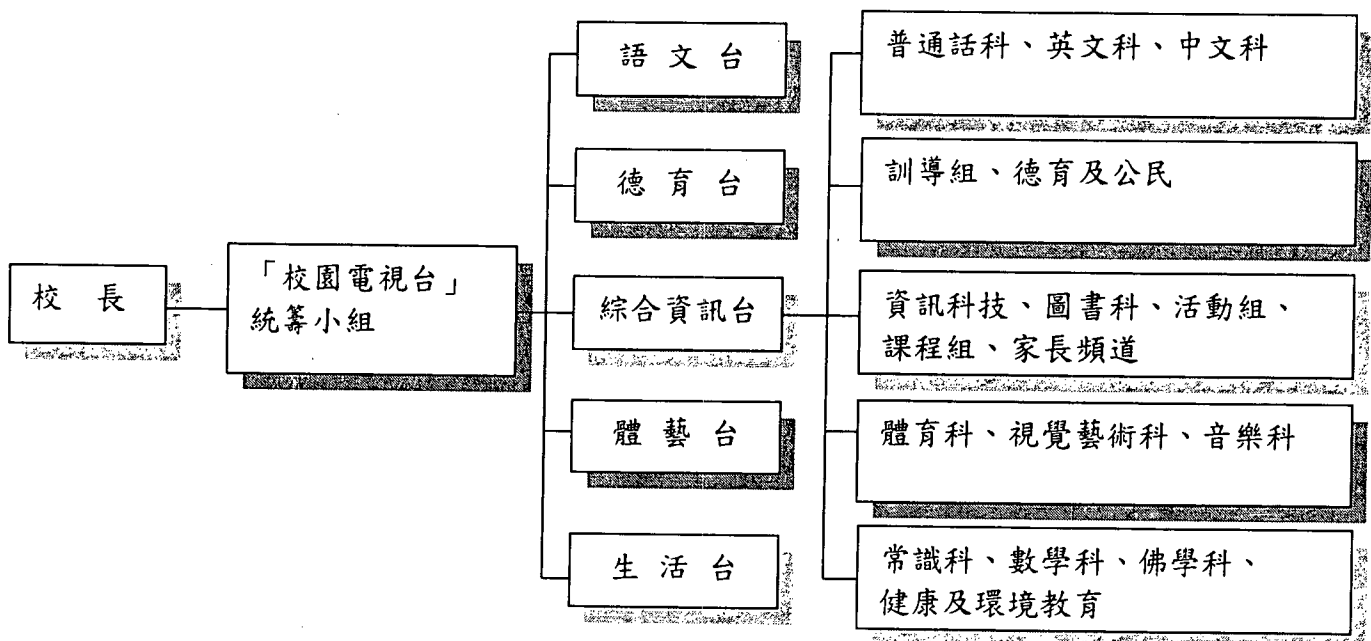 校 長
「校園電視台」
統籌小組
語 文 台
德 育 台
綜合資訊台
體 藝 台
生 活 台
普通話科、英文科、中文科
訓導組、德育及公民
資訊科技、圖書科、活動組、
課程組、家長頻道
體育科、視覺藝術科、音樂科
常識科、數學科、佛學科、
健康及環境教育